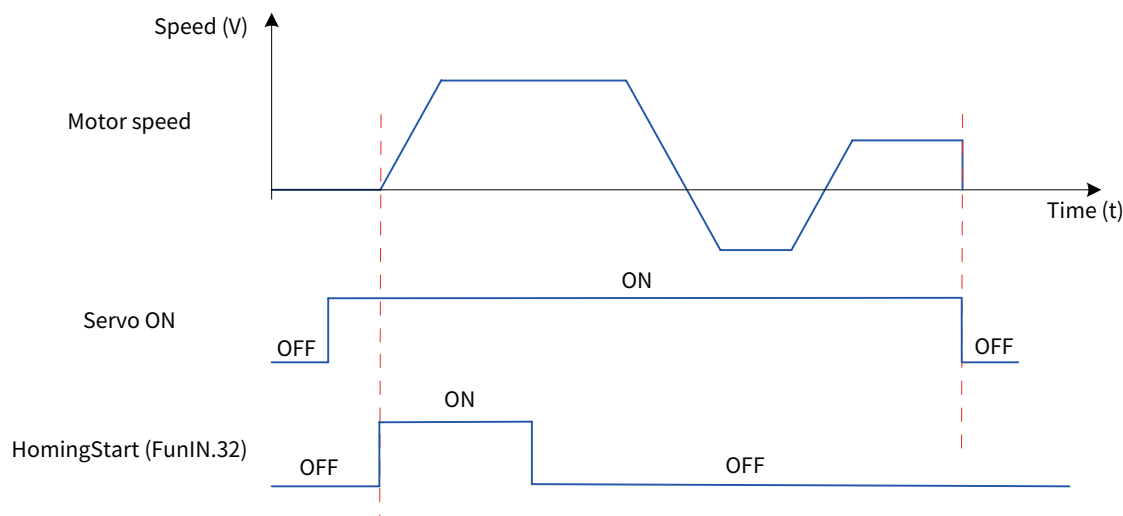 Speed (V)
Motor speed
Time (t)
ON
Servo ON
OFF
OFF
ON
HomingStart (FunIN.32)
OFF
OFF